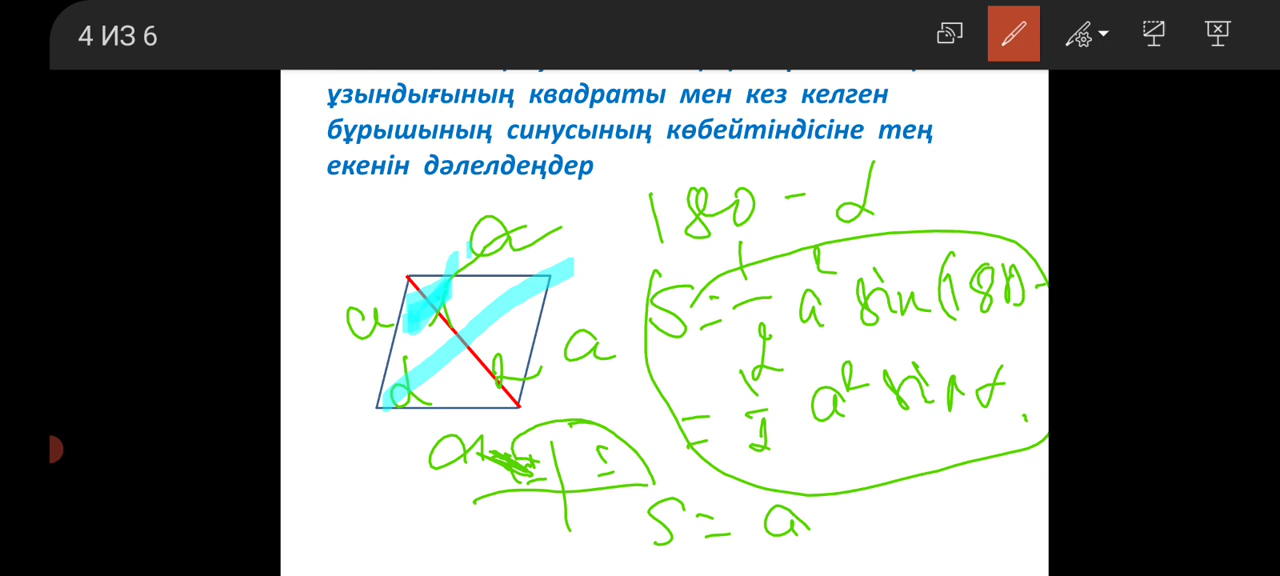 4 ИЗ 6
ұзындығының квадраты мен кез келген
бұрышының синусының көбейтіндісіне тең
екенін дәлелдеңдер
180 - α
a
S = 1/2 a² sin(180-
a
a
α
= 1/2 a² sin α
a
S = a